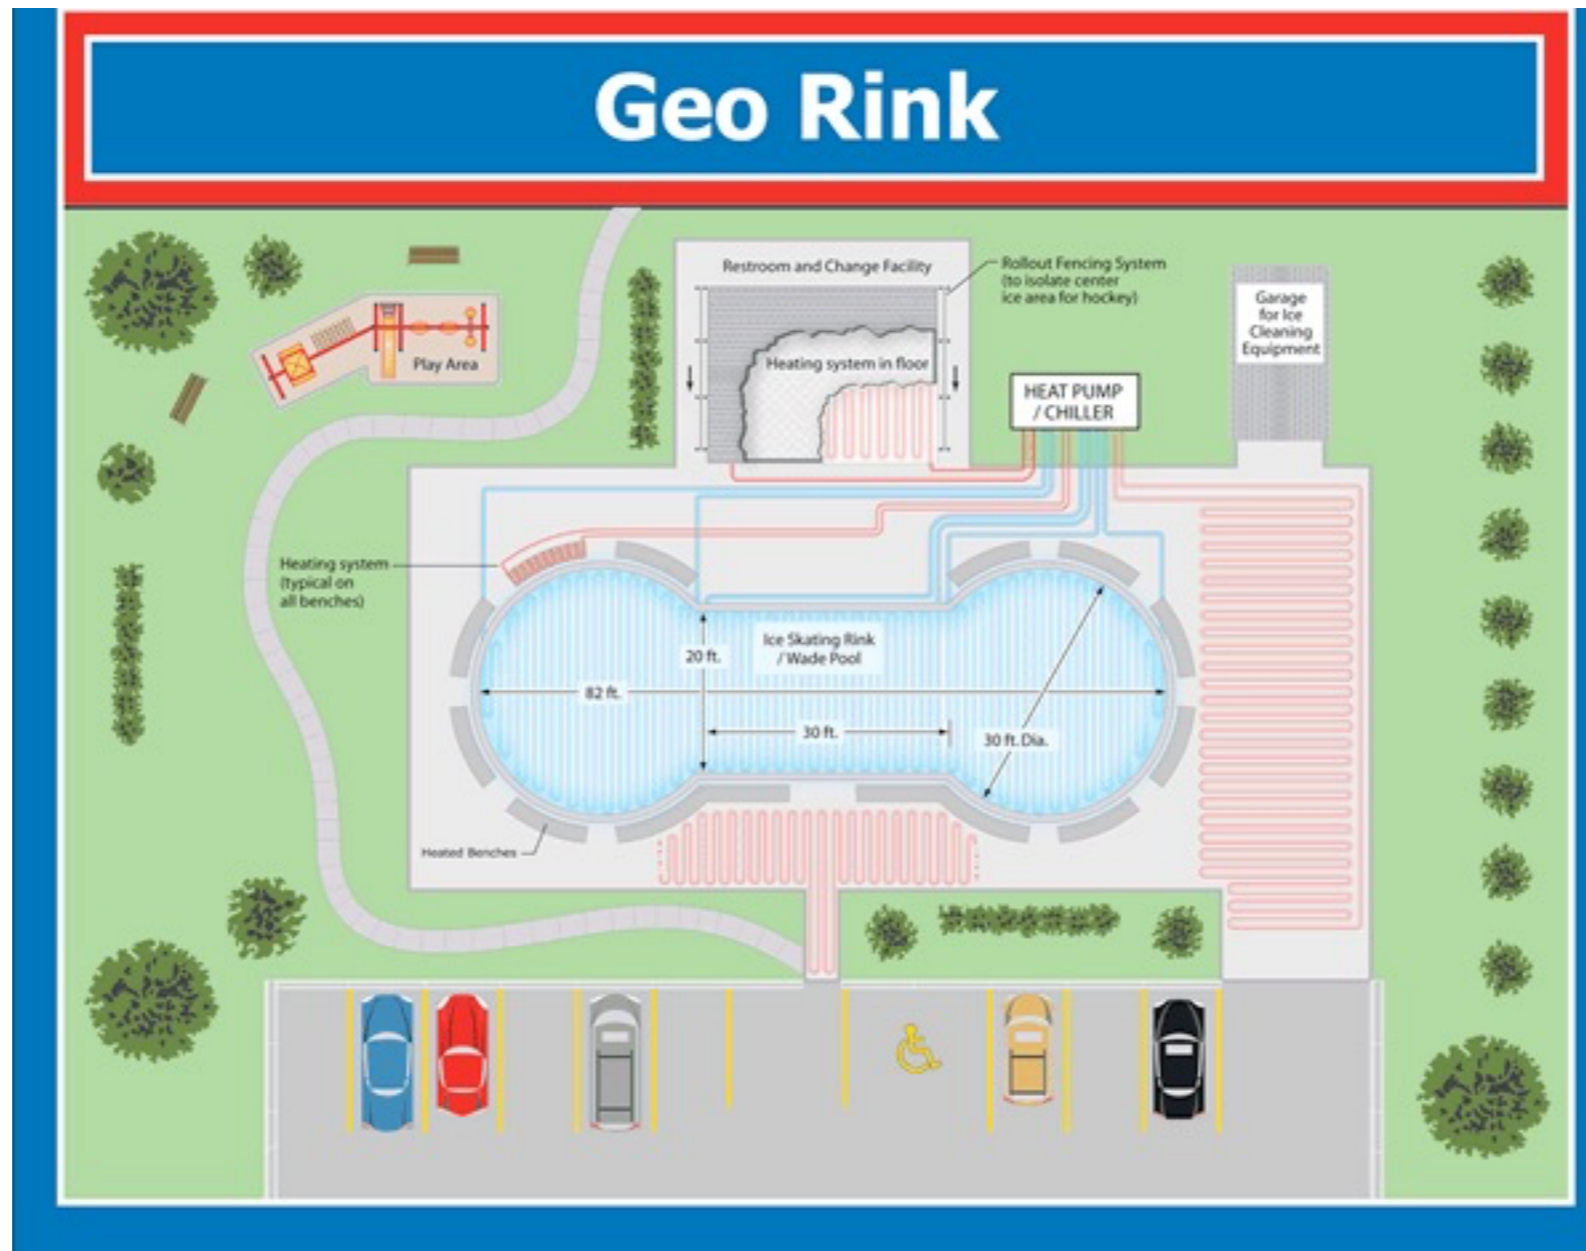 Geo Rink
Restroom and Change Facility
Rollout Fencing System
(to isolate center
ice area for hockey)
Garage
for Ice
Cleaning
Equipment
Play Area
Heating system in floor
HEAT PUMP
/ CHILLER
Heating system
(typical on
all benches)
Ice Skating Rink
/ Wade Pool
20 ft.
82 ft.
30 ft.
30 ft. Dia.
Heated Benches